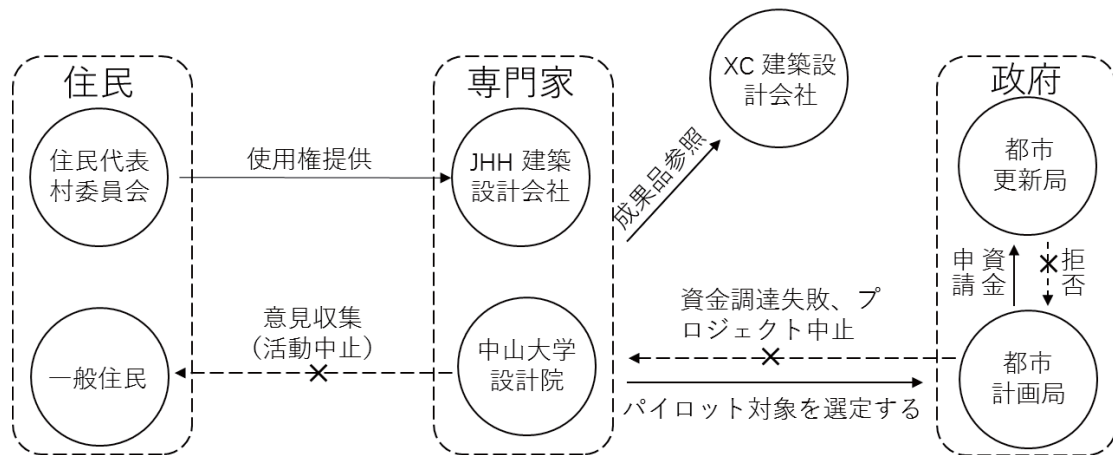 住民
専門家
政府
XC 建築設
計会社
住民代表
村委員会
使用権提供
JHH 建築
設計会社
成果品参照
都市
更新局
資金
申請
拒否
意見収集
(活動中止)
一般住民
中山大学
設計院
資金調達失敗、プ
ロジェクト中止
パイロット対象を選定する
都市
計画局